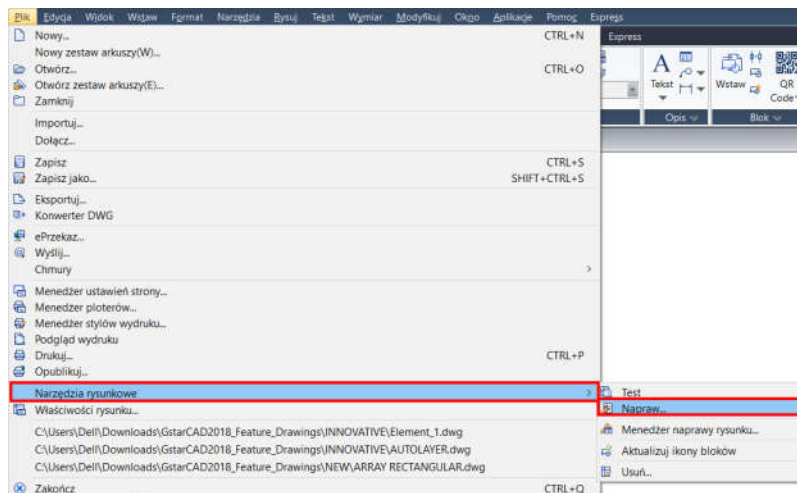 Plik Edycja Widok Wstaw Format Narzędzia Rysuj Tekst Wymiar Modyfikuj Okno Aplikacje Pomoc Express
Nowy... CTRL+N
Nowy zestaw arkuszy(W)...
Otwórz... CTRL+O
Otwórz zestaw arkuszy(E)...
Zamknij
Importuj...
Dołącz...
Zapisz CTRL+S
Zapisz jako... SHIFT+CTRL+S
Eksportuj...
Konwerter DWG
ePrzekaz...
Wyślij...
Chmury
Menedżer ustawień strony...
Menedżer ploterów...
Menedżer stylów wydruku...
Podgląd wydruku
Drukuj... CTRL+P
Opublikuj...
Narzędzia rysunkowe
Właściwości rysunku...
C:\Users\Dell\Downloads\GstarCAD2018_Feature_Drawings\INNOVATIVE\Element_1.dwg
C:\Users\Dell\Downloads\GstarCAD2018_Feature_Drawings\INNOVATIVE\AUTOLAYER.dwg
C:\Users\Dell\Downloads\GstarCAD2018_Feature_Drawings\NEW\ARRAY RECTANGULAR.dwg
Zakończ CTRL+Q
Express
A
Tekst Wstaw QR
Code
Opis Blok
Test
Napraw...
Menedżer naprawy rysunku...
Aktualizuj ikony bloków
Usuń...